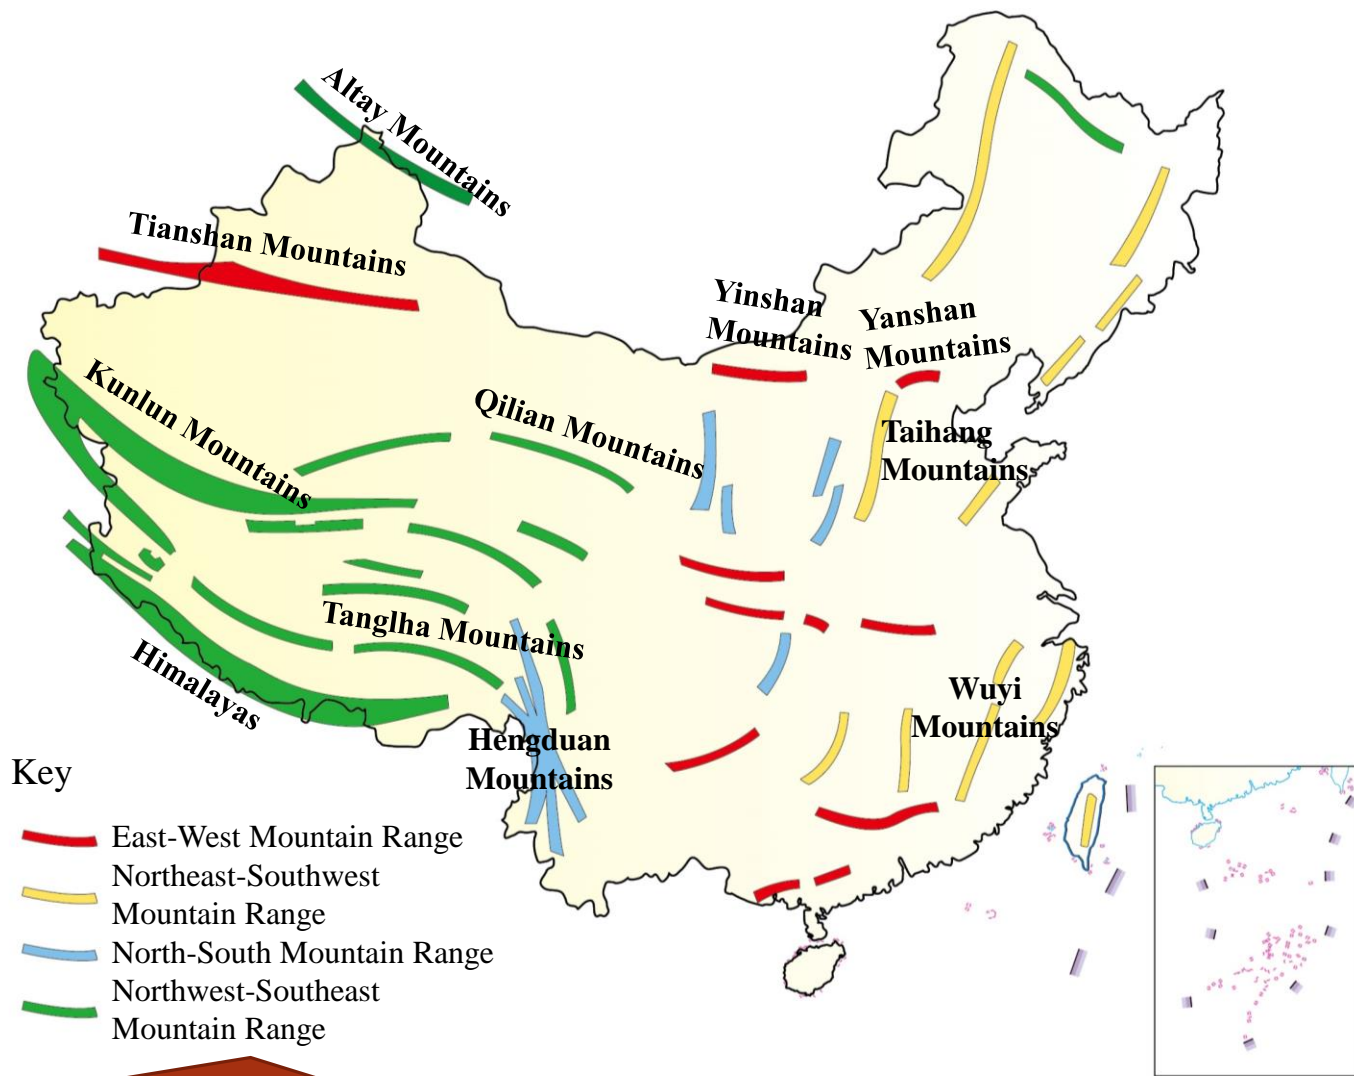 Altay Mountains
Tianshan Mountains
Yinshan
Mountains
Yanshan
Mountains
Kunlun Mountains
Qilian Mountains
Taihang
Mountains
Tanglha Mountains
Himalayas
Wuyi
Mountains
Hengduan
Mountains
Key
East-West Mountain Range
Northeast-Southwest
Mountain Range
North-South Mountain Range
Northwest-Southeast
Mountain Range